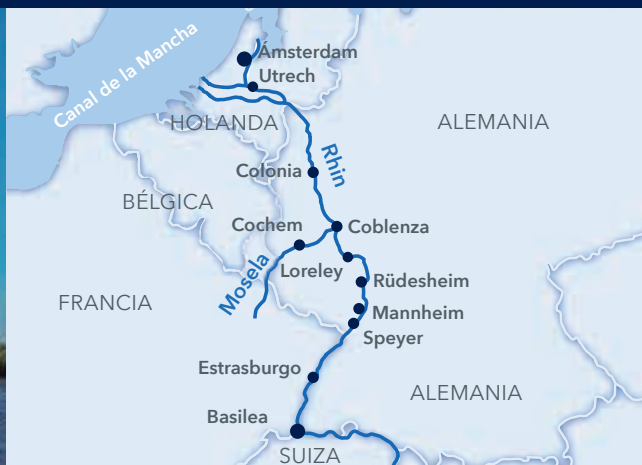 Canal de la Mancha
Ámsterdam
Utrech
HOLANDA
ALEMANIA
Rhin
Colonia
BÉLGICA
Cochem
Coblenza
Mosela
Loreley
Rüdesheim
FRANCIA
Mannheim
Speyer
Estrasburgo
ALEMANIA
Basilea
SUIZA